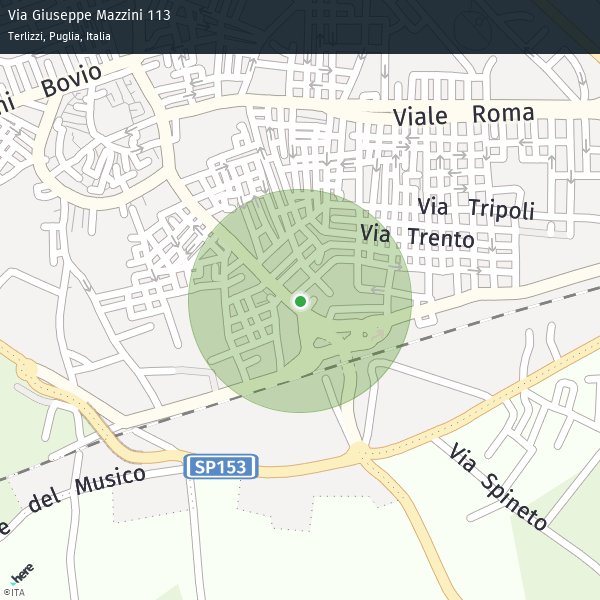 Via Giuseppe Mazzini 113
Terlizzi, Puglia, Italia
ni Bovio
Viale Roma
Via Tripoli
Via Trento
SP153
e del Musico
Via Spineto
here
©ITA